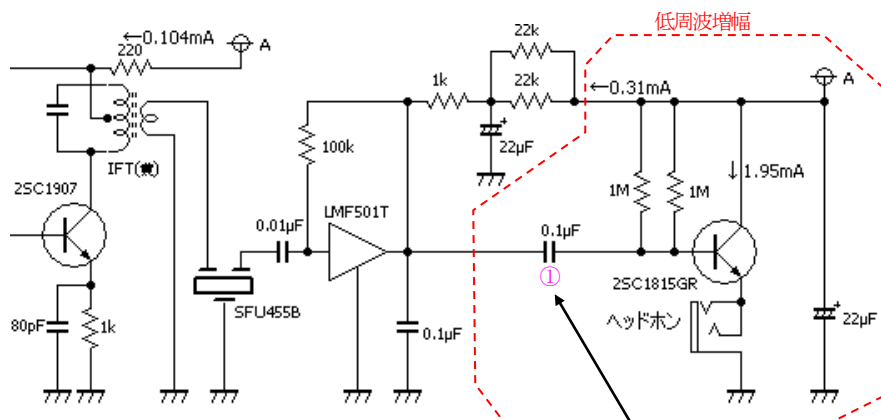 低周波増幅
←0.104mA
220
A
22k
1k
22k
←0.31mA
A
100k
22μF
IFT(黄)
2SC1907
1M
1M
↓1.95mA
0.01μF
LMF501T
0.1μF
①
2SC1815GR
SFU455B
80pF
1k
0.1μF
ヘッドホン
22μF